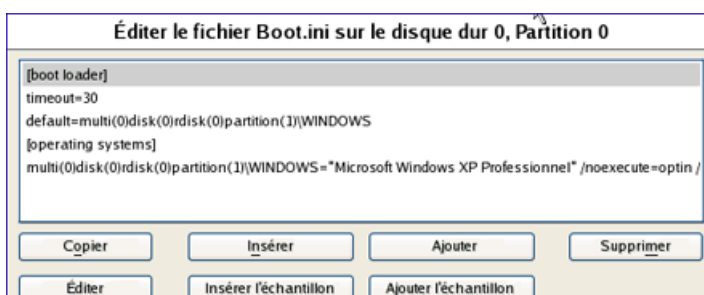 Éditer le fichier Boot.ini sur le disque dur 0, Partition 0
[boot loader]
timeout=30
default=multi(0)disk(0)rdisk(0)partition(1)\WINDOWS
[operating systems]
multi(0)disk(0)rdisk(0)partition(1)\WINDOWS="Microsoft Windows XP Professionnel" /noexecute=optin /
Copier Insérer Ajouter Supprimer
Éditer Insérer l'échantillon Ajouter l'échantillon